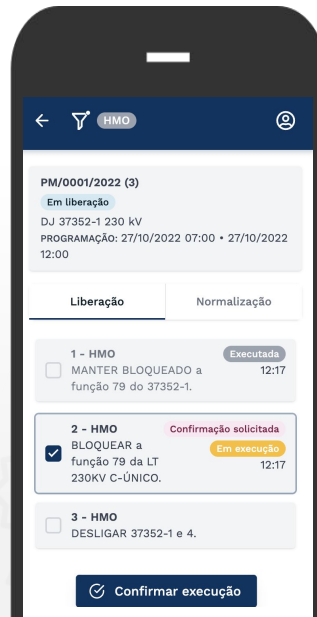 HMO
PM/0001/2022 (3)
Em liberação
DJ 37352-1 230 kV
PROGRAMAÇÃO: 27/10/2022 07:00 • 27/10/2022
12:00
Liberação Normalização
1 - HMO Executada
MANTER BLOQUEADO a 12:17
função 79 do 37352-1.
2 - HMO Confirmação solicitada
BLOQUEAR a Em execução
função 79 da LT 12:17
230KV C-ÚNICO.
3 - HMO
DESLIGAR 37352-1 e 4.
Confirmar execução